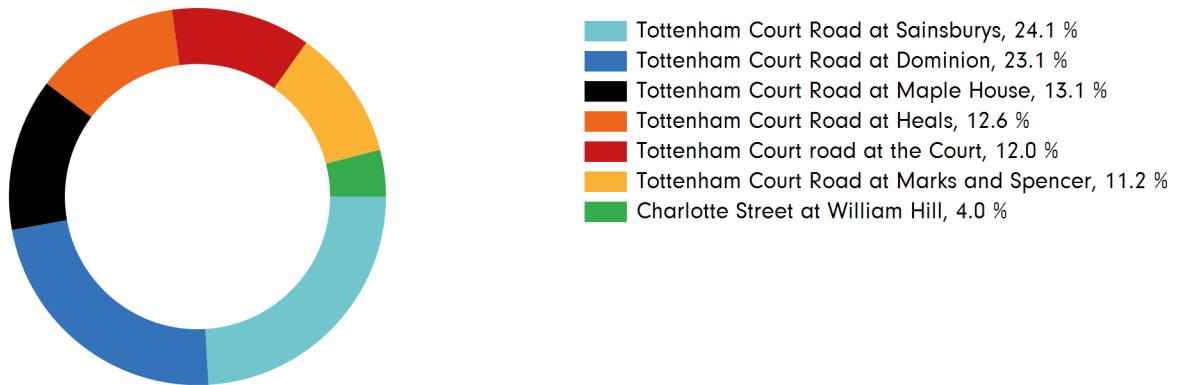 Tottenham Court Road at Sainsburys, 24.1 %
Tottenham Court Road at Dominion, 23.1 %
Tottenham Court Road at Maple House, 13.1 %
Tottenham Court Road at Heals, 12.6 %
Tottenham Court road at the Court, 12.0 %
Tottenham Court Road at Marks and Spencer, 11.2 %
Charlotte Street at William Hill, 4.0 %